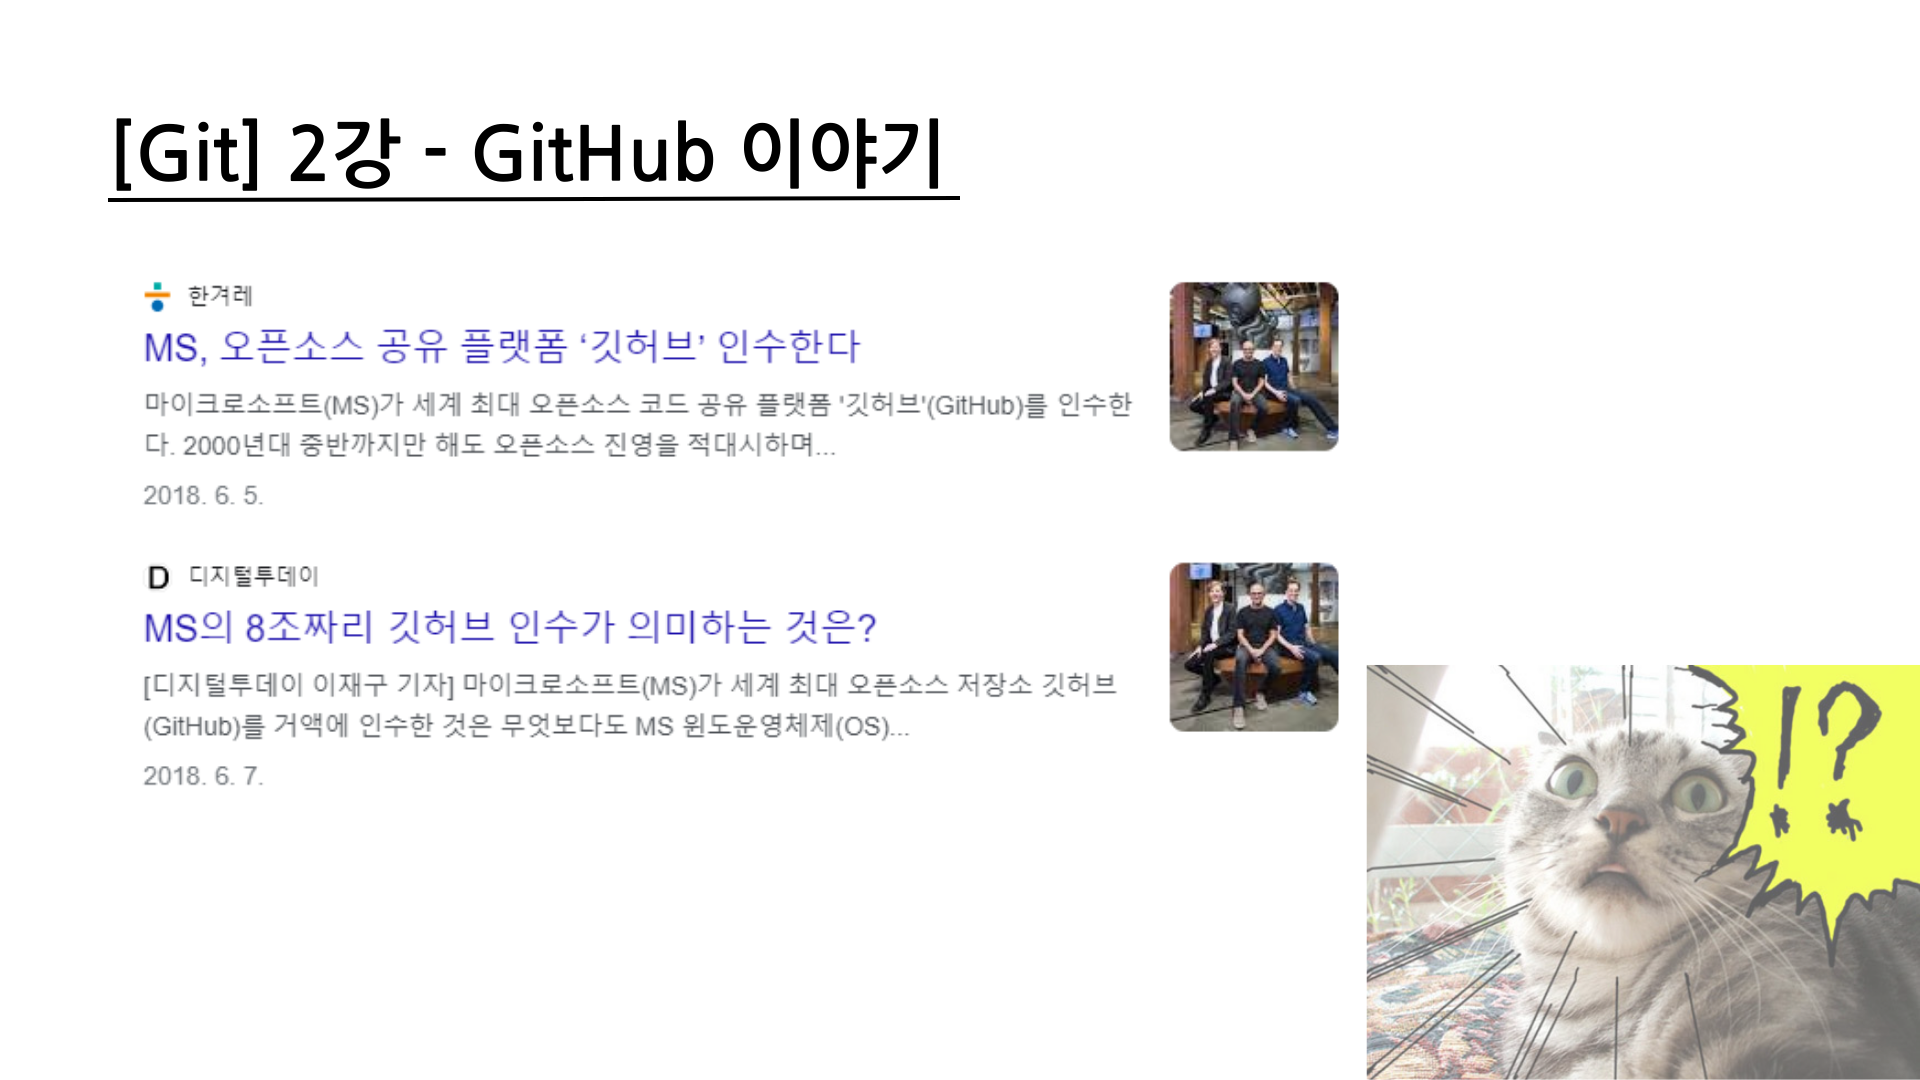 [Git] 2강 - GitHub 이야기
한겨레
MS, 오픈소스 공유 플랫폼 ‘깃허브’ 인수한다
마이크로소프트(MS)가 세계 최대 오픈소스 코드 공유 플랫폼 '깃허브'(GitHub)를 인수한
다. 2000년대 중반까지만 해도 오픈소스 진영을 적대시하며...
2018. 6. 5.
D 디지털투데이
MS의 8조짜리 깃허브 인수가 의미하는 것은?
[디지털투데이 이재구 기자] 마이크로소프트(MS)가 세계 최대 오픈소스 저장소 깃허브
(GitHub)를 거액에 인수한 것은 무엇보다도 MS 윈도운영체제(OS)...
2018. 6. 7.
!?